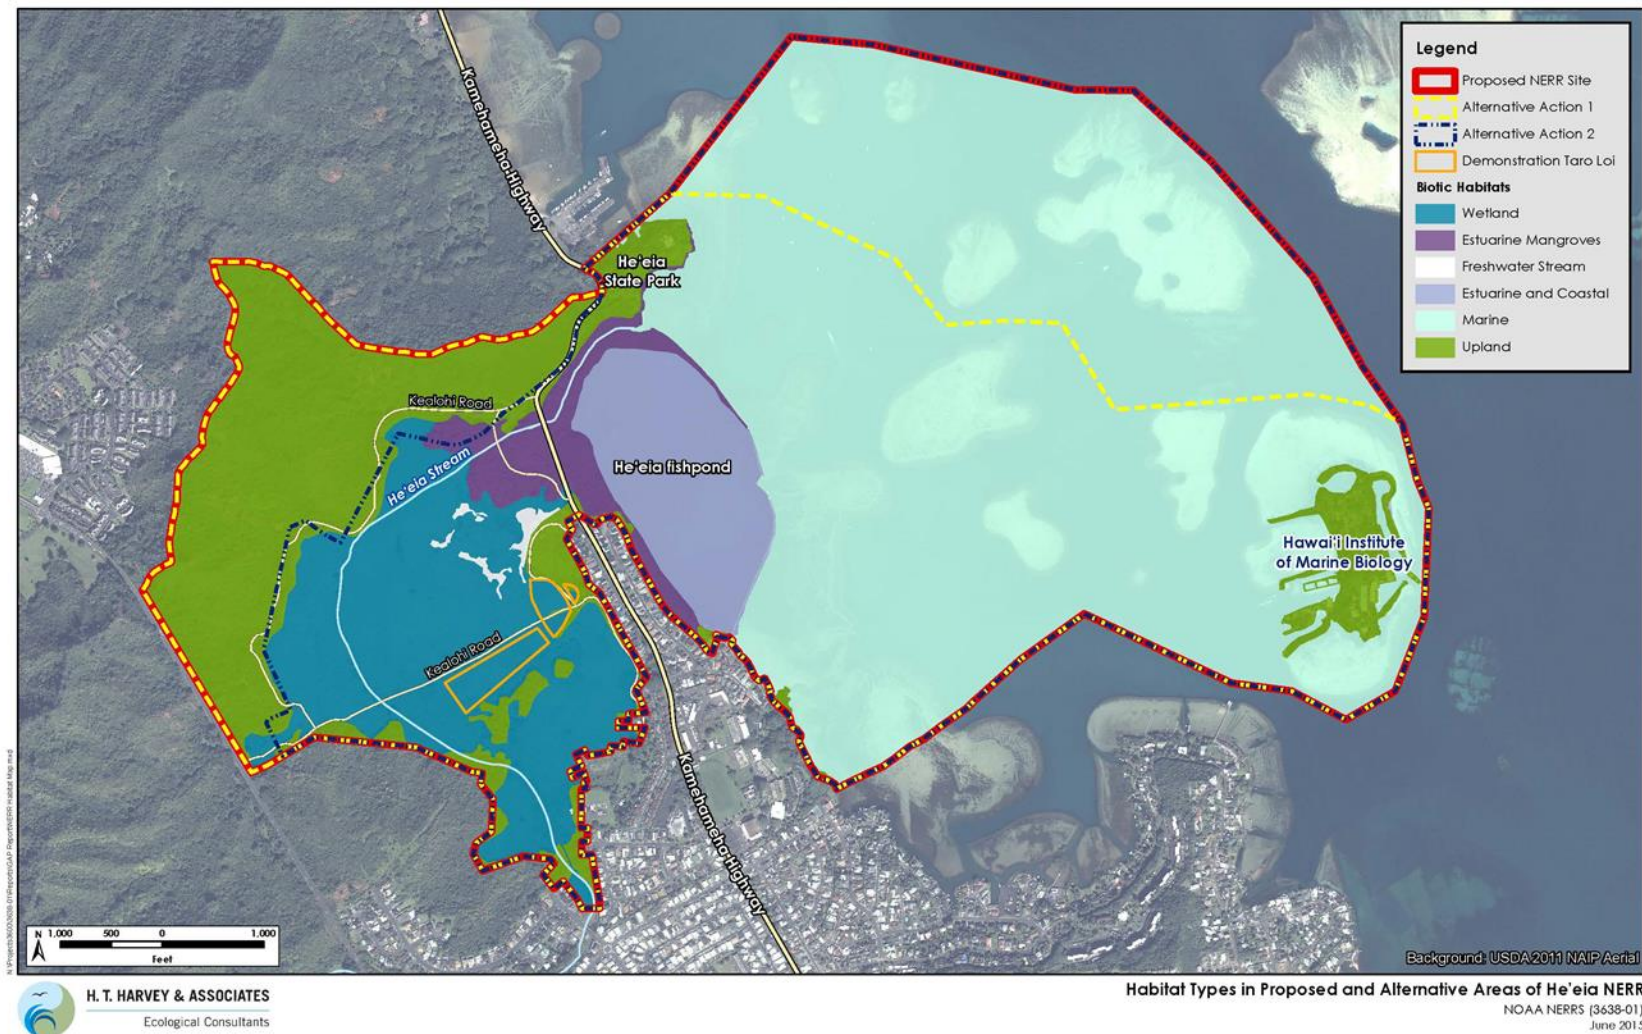 Kamehameha Highway
Legend
Proposed NERR Site
Alternative Action 1
Alternative Action 2
Demonstration Taro Loi
Biotic Habitats
Wetland
Estuarine Mangroves
Freshwater Stream
Estuarine and Coastal
Marine
Upland
He'eia
State Park
Kealohi Road
He'eia Stream
He'eia fishpond
Hawai'i Institute
of Marine Biology
Kealohi Road
Kamehameha Highway
N 1,000 500 0 1,000
Feet
Background: USDA 2011 NAIP Aerial
H. T. HARVEY & ASSOCIATES
Ecological Consultants
Habitat Types in Proposed and Alternative Areas of He'eia NERR
NOAA NERRS (3638-01)
June 2015